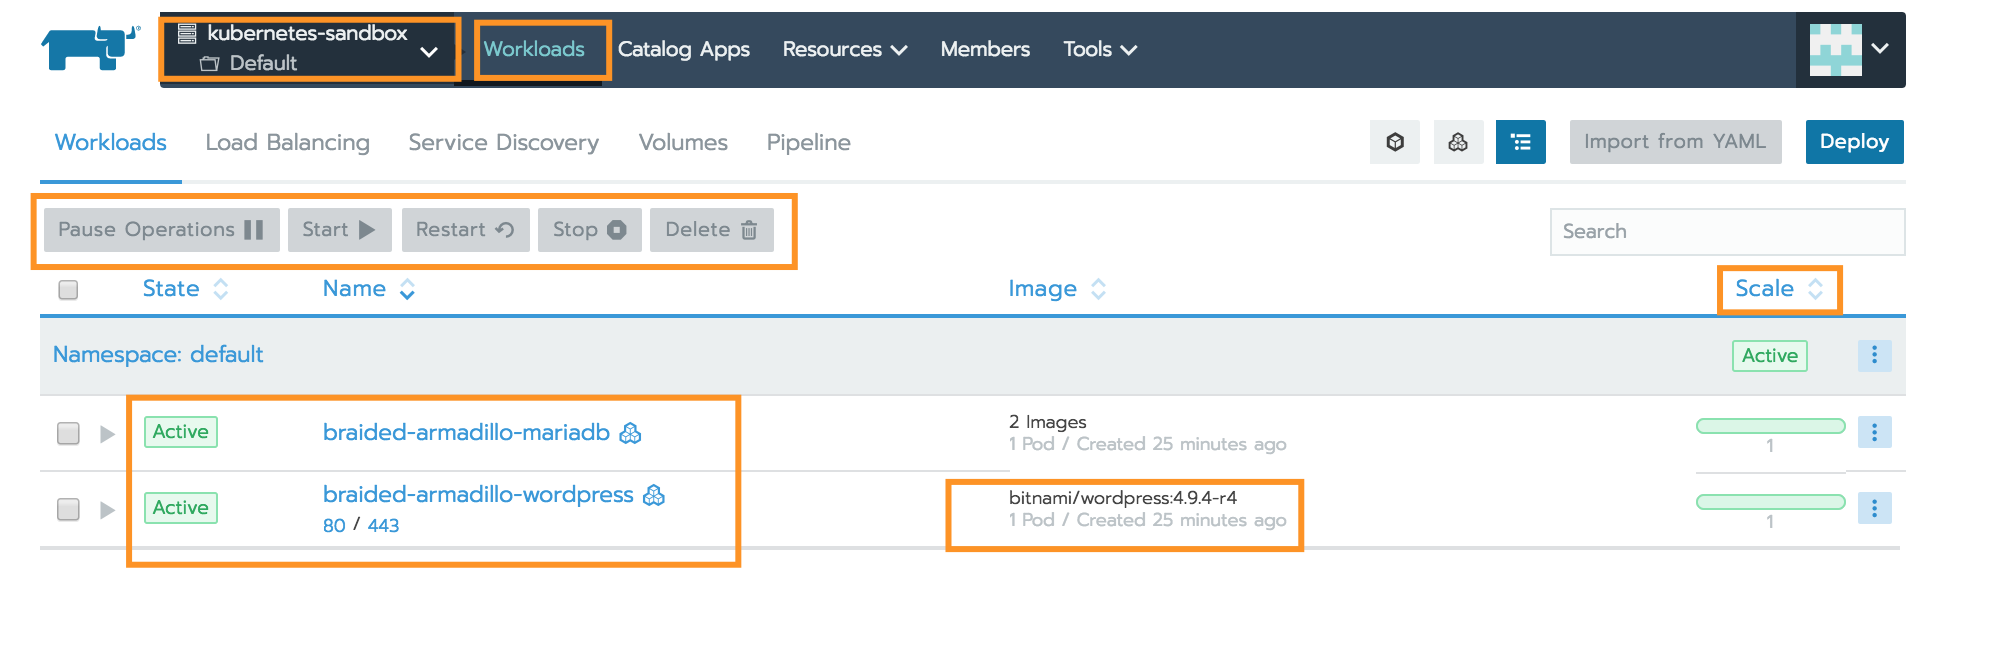 kubernetes-sandbox
Default
Workloads Catalog Apps Resources Members Tools
Workloads Load Balancing Service Discovery Volumes Pipeline Import from YAML Deploy
Pause Operations Start Restart Stop Delete Search
State Name Image Scale
Namespace: default Active
Active braided-armadillo-mariadb 2 Images
1 Pod / Created 25 minutes ago 1
Active braided-armadillo-wordpress bitnami/wordpress:4.9.4-r4
80 / 443 1 Pod / Created 25 minutes ago 1